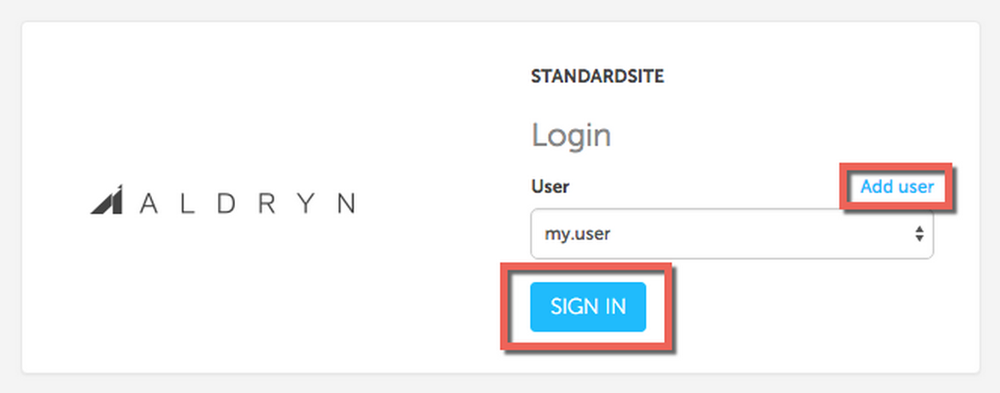 STANDARDSITE
Login
User
Add user
my.user
SIGN IN
ALDRYN